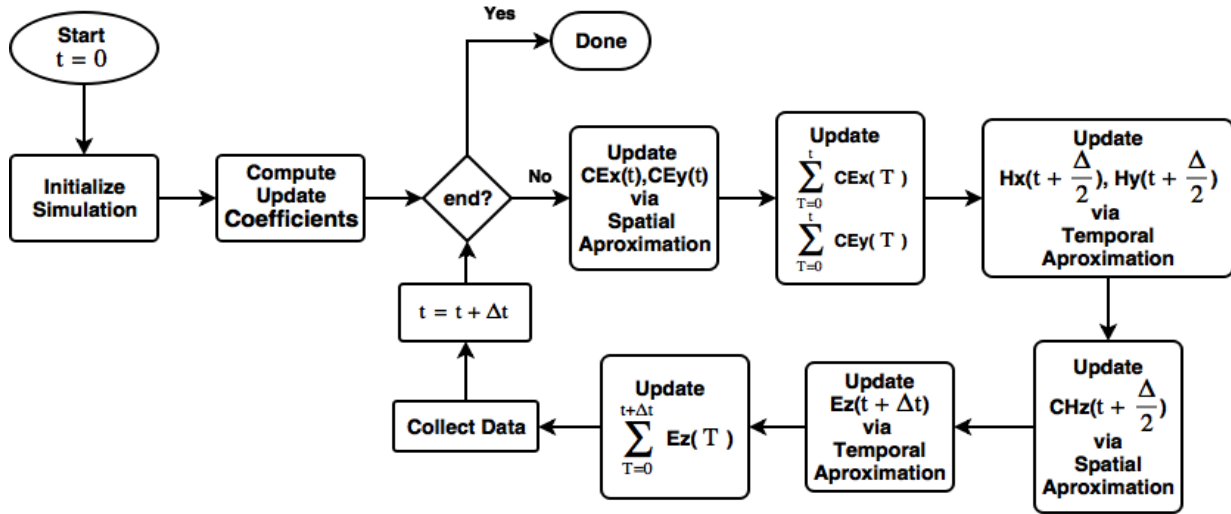 Start
t = 0
Initialize
Simulation
Compute
Update
Coefficients
end?
Yes
Done
No
Update
CEx(t),CEy(t)
via
Spatial
Aproximation
Update
t
∑ CEx( T )
T=0
t
∑ CEy( T )
T=0
Update
Hx(t + Δ/2), Hy(t + Δ/2)
via
Temporal
Aproximation
Update
CHz(t + Δ/2)
via
Spatial
Aproximation
Update
Ez(t + Δt)
via
Temporal
Aproximation
Update
t+Δt
∑ Ez( T )
T=0
Collect Data
t = t + Δt